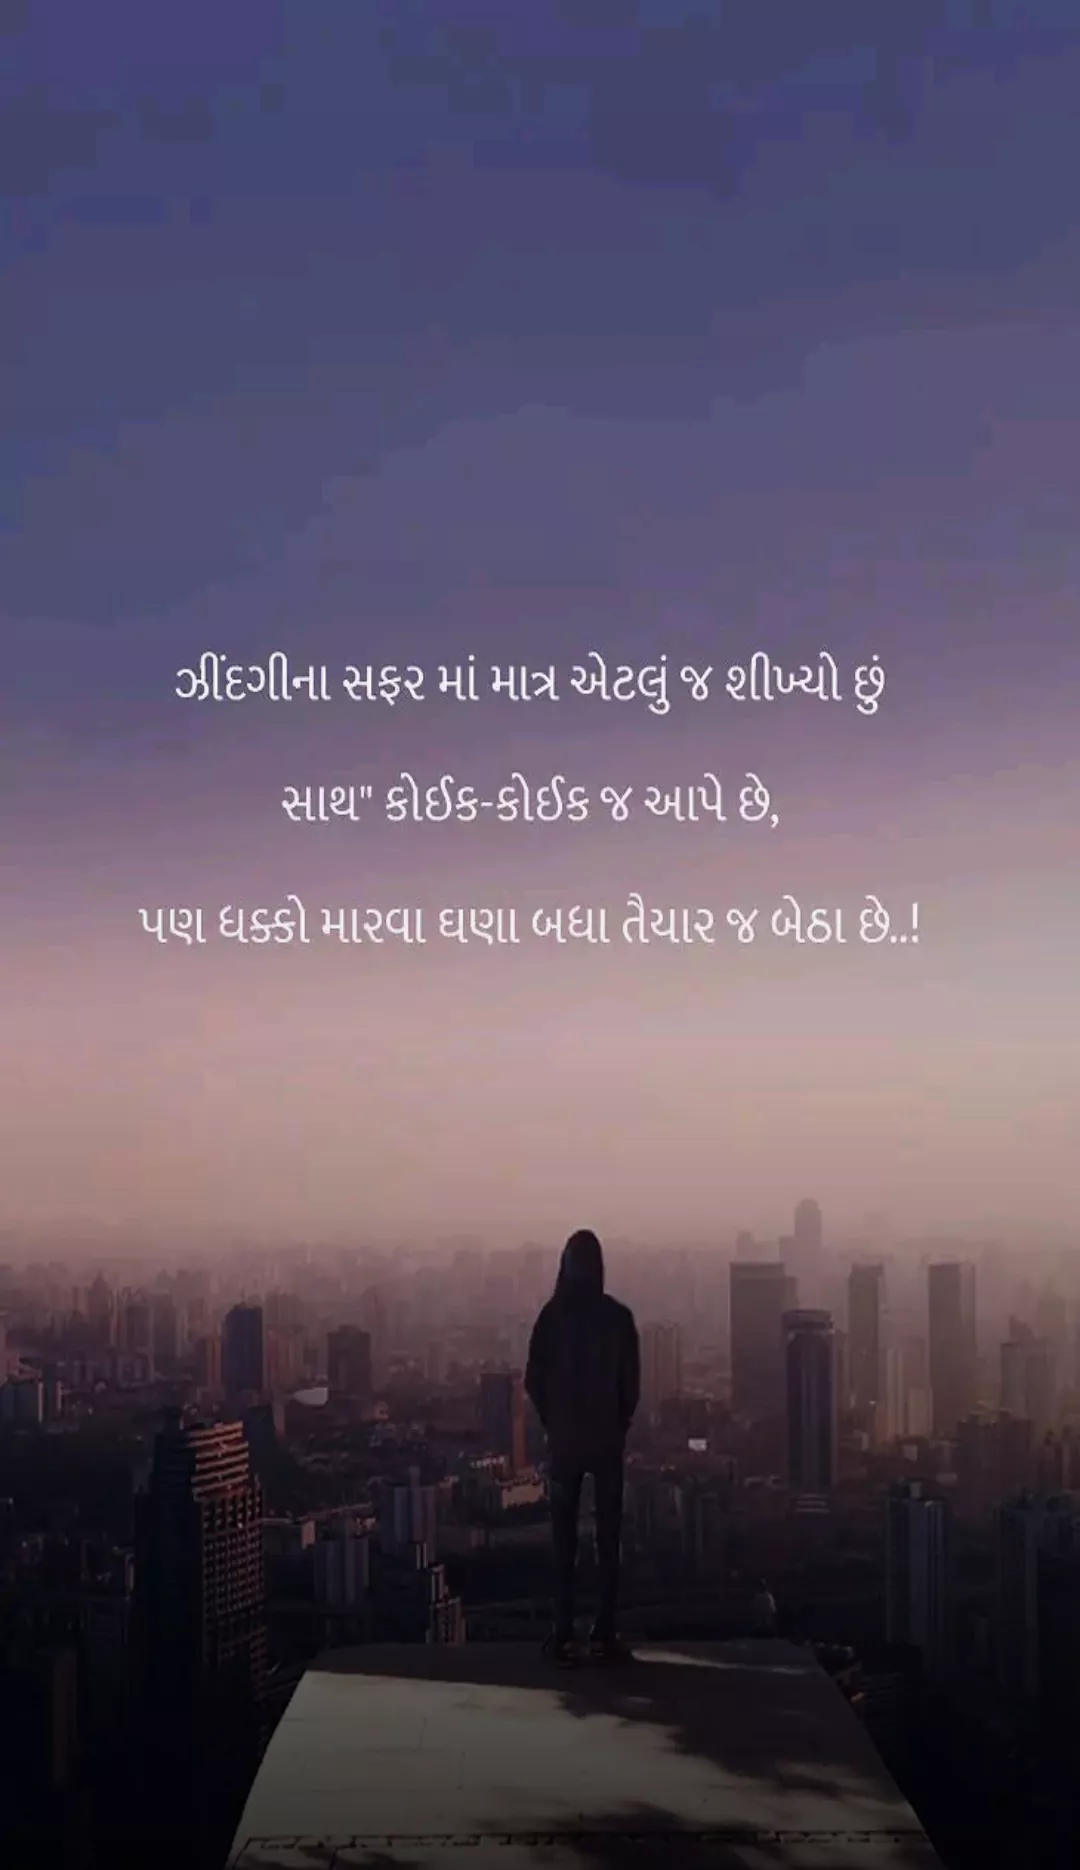 ઝીંદગીના સફર માં માત્ર એટલું જ શીખ્યો છું
સાથ" કોઈક-કોઈક જ આપે છે,
પણ ધક્કો મારવા ઘણા બધા તૈયાર જ બેઠા છે..!